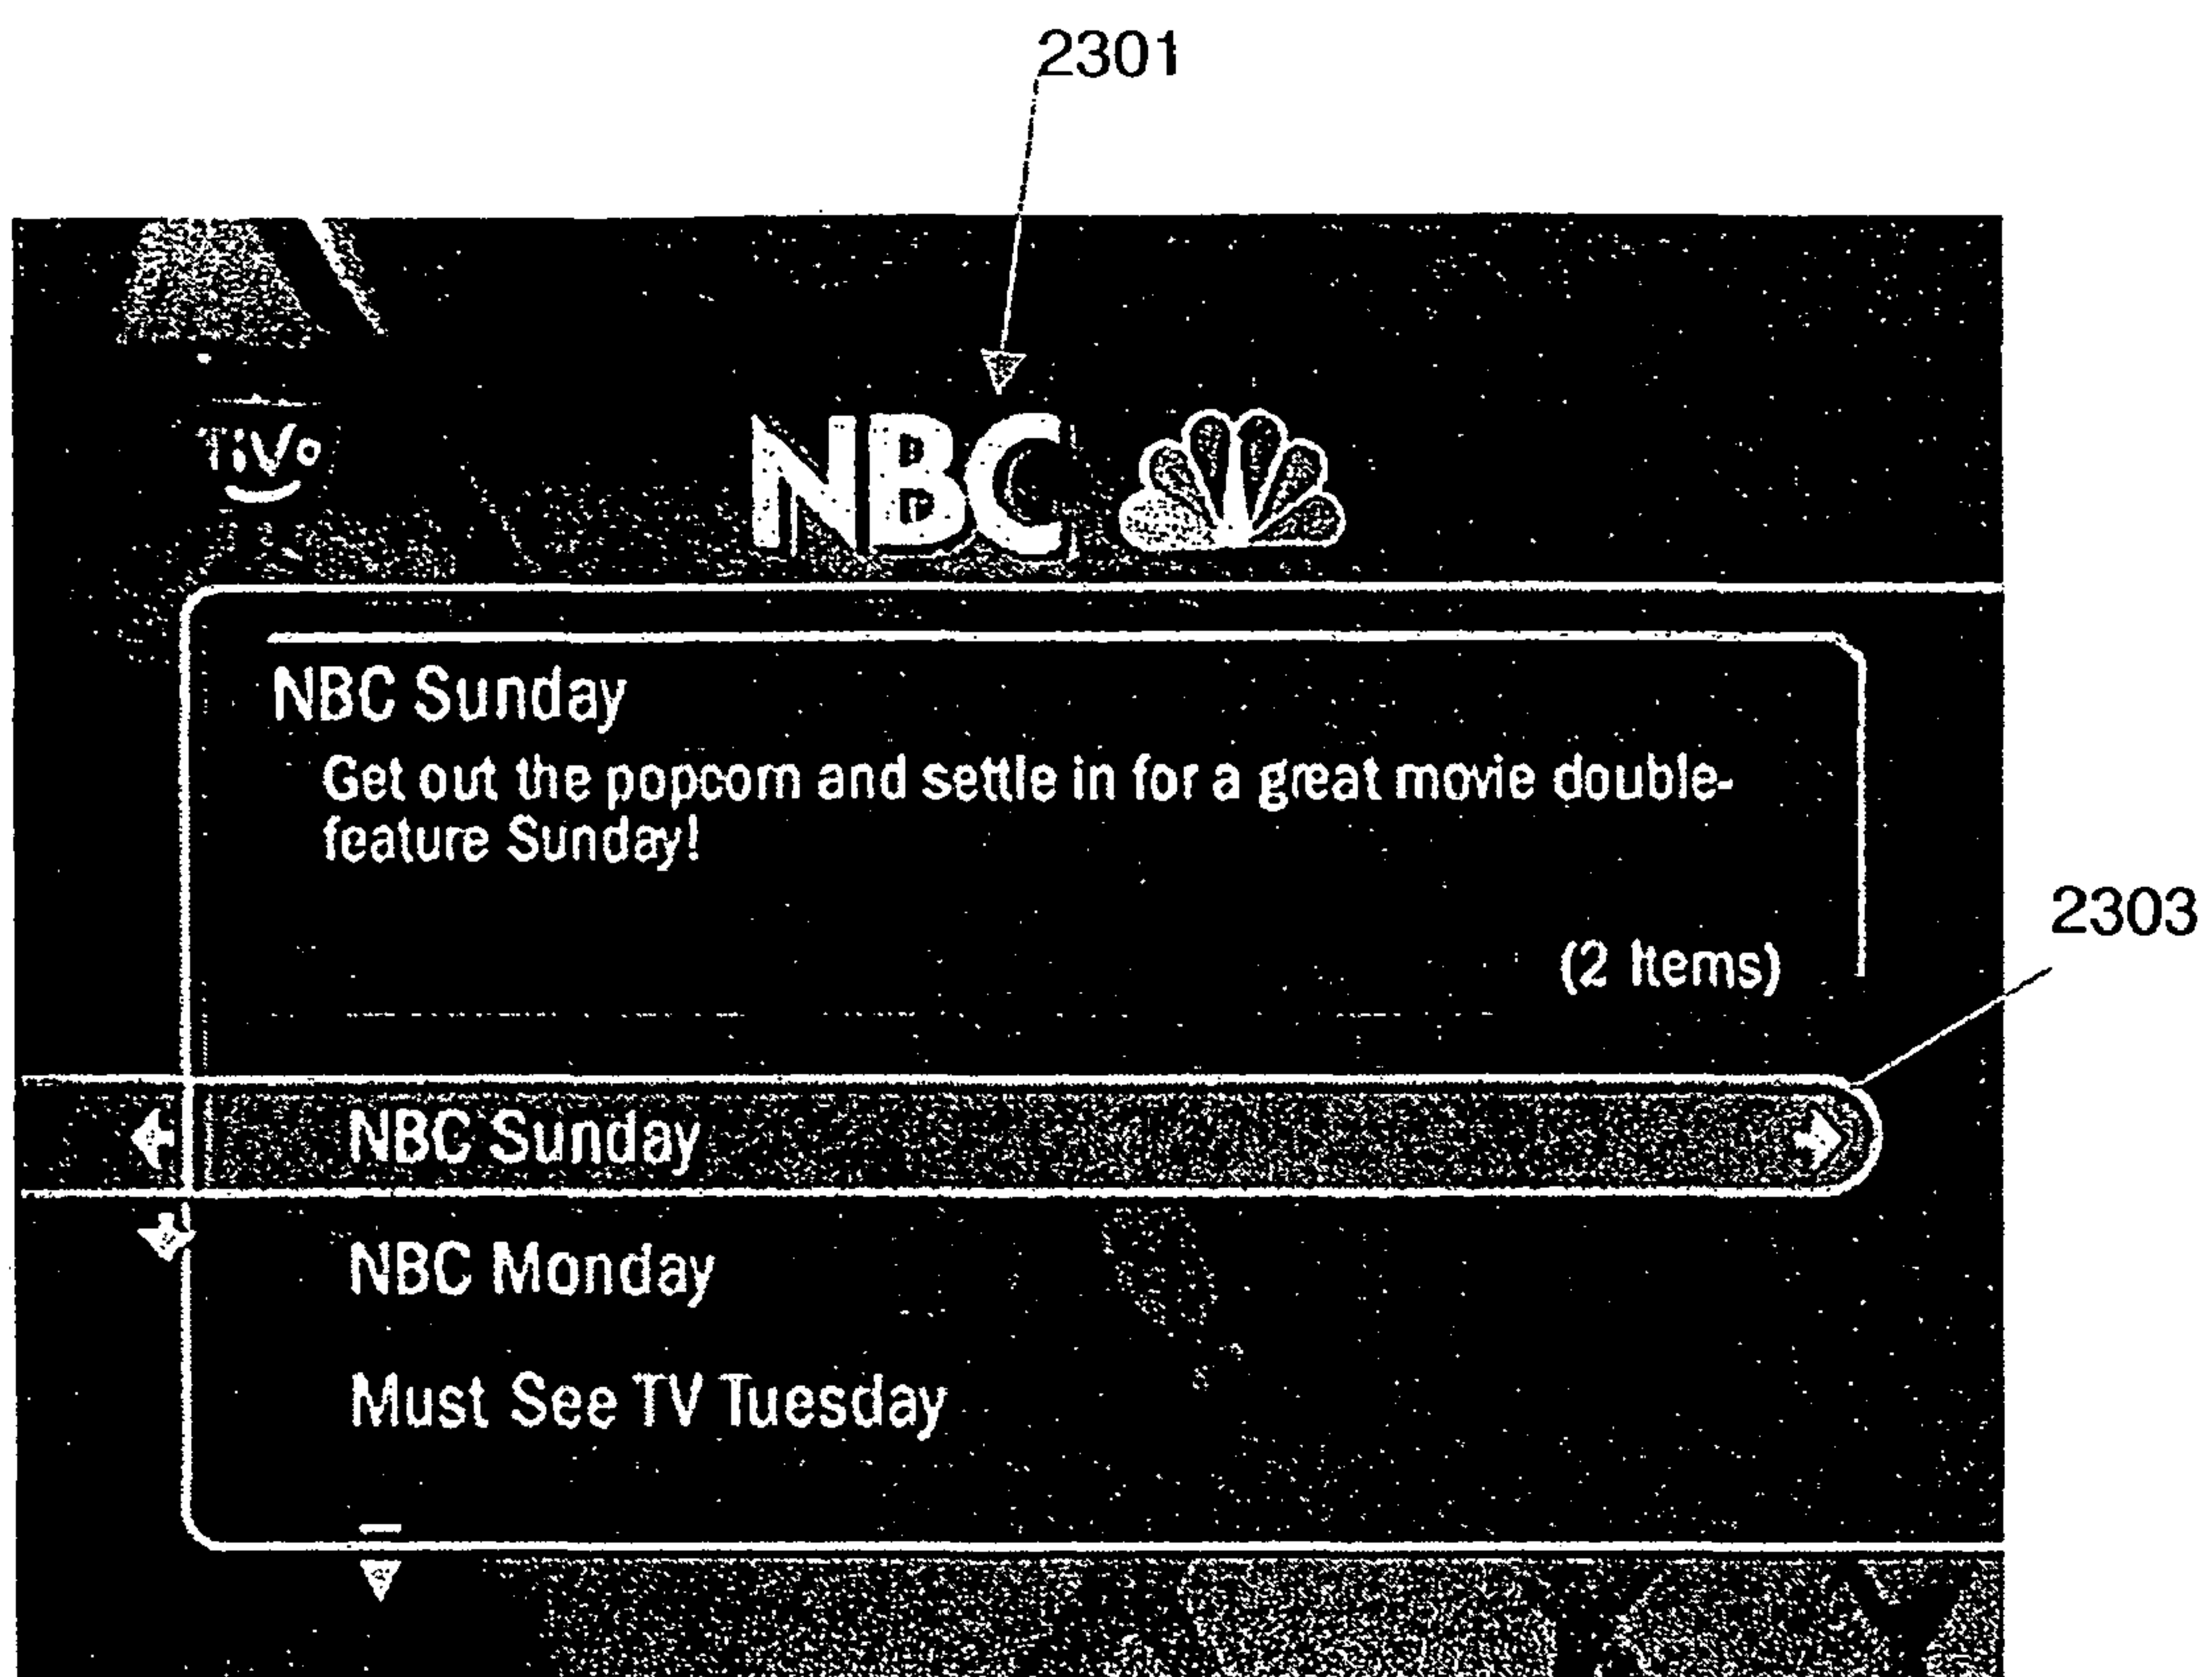 2301
TiVo
NBC
NBC Sunday
Get out the popcorn and settle in for a great movie double-
feature Sunday!
(2 Items)
2303
NBC Sunday
NBC Monday
Must See TV Tuesday